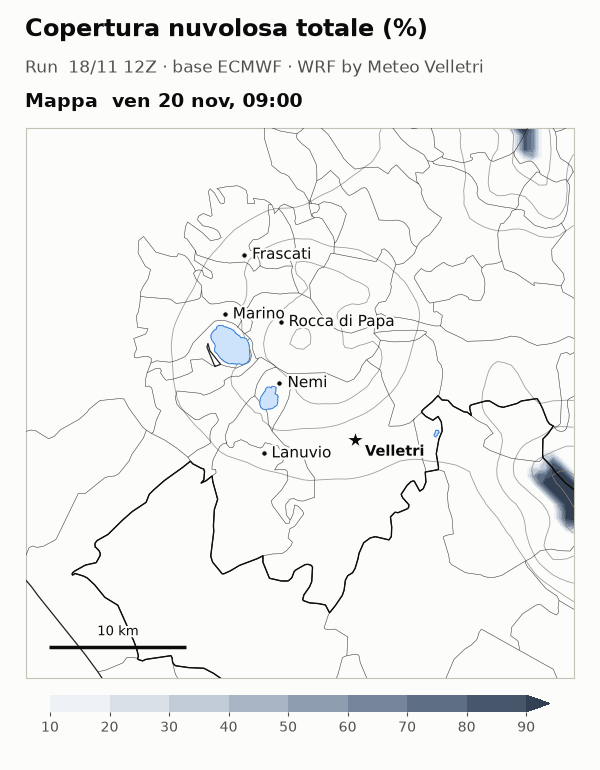 Copertura nuvolosa totale (%)
Run  18/11 12Z · base ECMWF · WRF by Meteo Velletri
Mappa  ven 20 nov, 09:00
Frascati
Marino
Rocca di Papa
Nemi
Velletri
Lanuvio
10 km
10 20 30 40 50 60 70 80 90